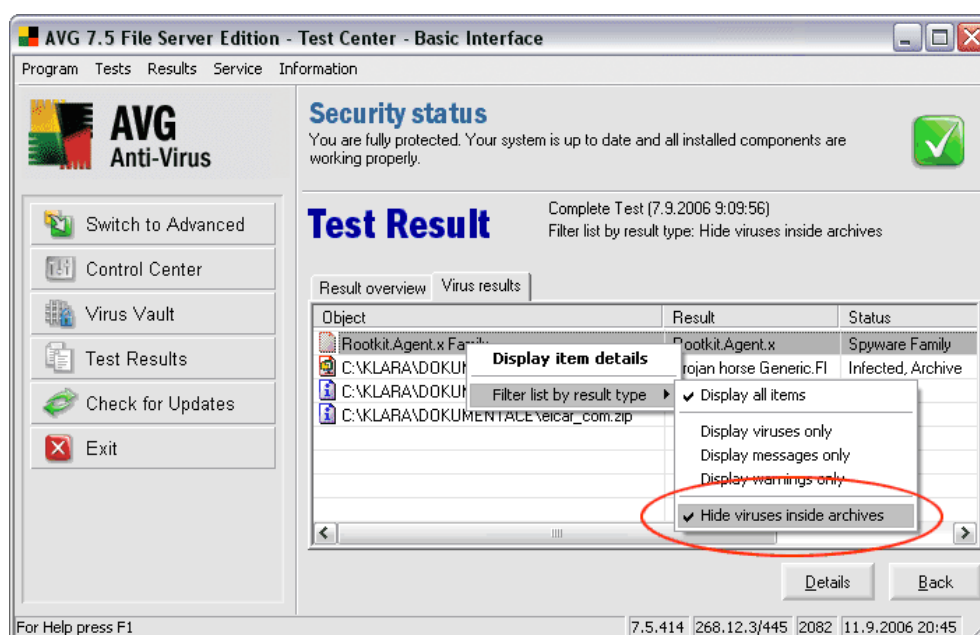 AVG 7.5 File Server Edition - Test Center - Basic Interface
Program Tests Results Service Information
AVG
Anti-Virus
Security status
You are fully protected. Your system is up to date and all installed components are
working properly.
Switch to Advanced
Control Center
Virus Vault
Test Results
Check for Updates
Exit
Test Result
Complete Test (7.9.2006 9:09:56)
Filter list by result type: Hide viruses inside archives
Result overview Virus results
Object Result Status
Rootkit.Agent.x Family Rootkit.Agent.x Spyware Family
C:\KLARA\DOKU rojan horse Generic.FI Infected, Archive
C:\KLARA\DOKU
C:\KLARA\DOKUMENTACE\eicar_com.zip
Display item details
Filter list by result type
Display all items
Display viruses only
Display messages only
Display warnings only
Hide viruses inside archives
Details Back
For Help press F1 7.5.414 268.12.3/445 2082 11.9.2006 20:45